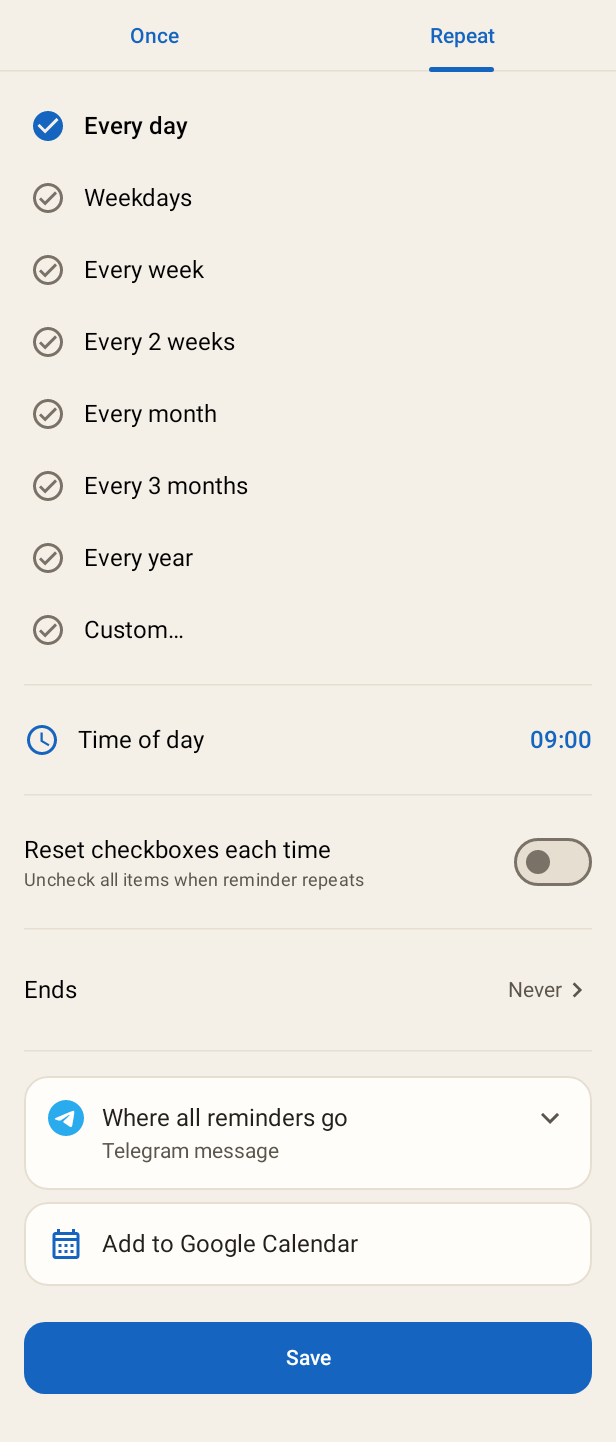 Once
Repeat
Every day
Weekdays
Every week
Every 2 weeks
Every month
Every 3 months
Every year
Custom...
Time of day
09:00
Reset checkboxes each time
Uncheck all items when reminder repeats
Ends
Never
Where all reminders go
Telegram message
Add to Google Calendar
Save